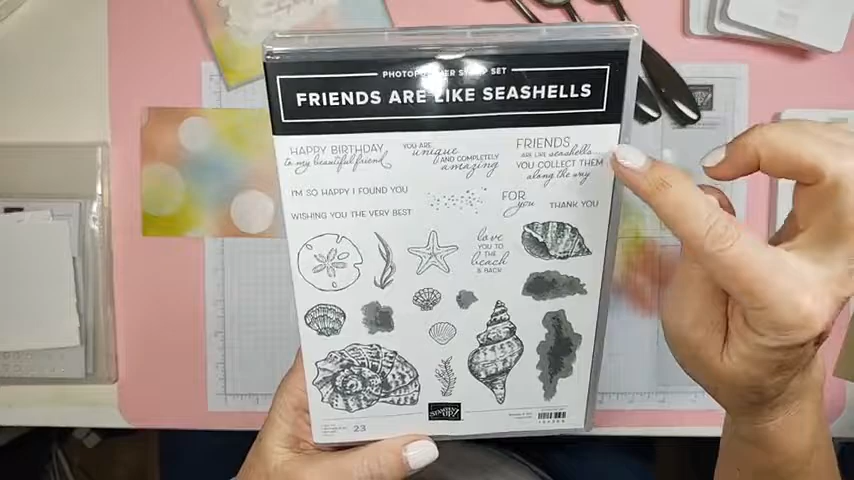 PHOTOPOLYMER STAMP SET
FRIENDS ARE LIKE SEASHELLS
HAPPY BIRTHDAY
to my beautiful friend
YOU ARE
unique
AND COMPLETELY
amazing
FRIENDS
ARE LIKE seashells...
YOU COLLECT THEM
along the way
I'M SO HAPPY I FOUND YOU
WISHING YOU THE VERY BEST
FOR
you
THANK YOU
love
YOU TO
THE
beach
& BACK
STAMPIN' UP!
23